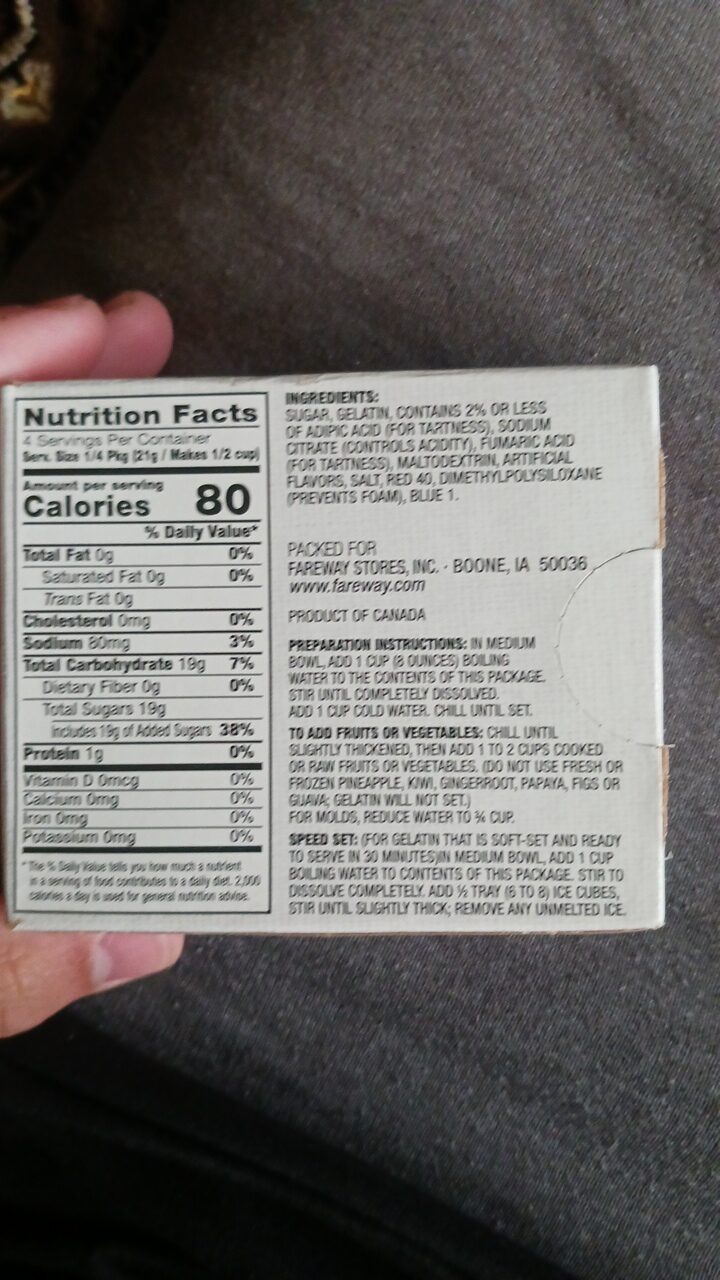 Nutrition Facts
4 Servings Per Container
Serv. Size 1/4 Pkg (21g / Makes 1/2 cup)
Amount per serving
Calories 80
% Daily Value*
Total Fat 0g 0%
Saturated Fat 0g 0%
Trans Fat 0g
Cholesterol 0mg 0%
Sodium 80mg 3%
Total Carbohydrate 19g 7%
Dietary Fiber 0g 0%
Total Sugars 19g
Includes 19g of Added Sugars 38%
Protein 1g 0%
Vitamin D 0mcg 0%
Calcium 0mg 0%
Iron 0mg 0%
Potassium 0mg 0%
*The % Daily Value tells you how much a nutrient
in a serving of food contributes to a daily diet. 2,000
calories a day is used for general nutrition advice.
INGREDIENTS:
SUGAR, GELATIN, CONTAINS 2% OR LESS
OF ADIPIC ACID (FOR TARTNESS), SODIUM
CITRATE (CONTROLS ACIDITY), FUMARIC ACID
(FOR TARTNESS), MALTODEXTRIN, ARTIFICIAL
FLAVORS, SALT, RED 40, DIMETHYLPOLYSILOXANE
(PREVENTS FOAM), BLUE 1.
PACKED FOR
FAREWAY STORES, INC. · BOONE, IA 50036
www.fareway.com
PRODUCT OF CANADA
PREPARATION INSTRUCTIONS: IN MEDIUM
BOWL, ADD 1 CUP (8 OUNCES) BOILING
WATER TO THE CONTENTS OF THIS PACKAGE.
STIR UNTIL COMPLETELY DISSOLVED.
ADD 1 CUP COLD WATER. CHILL UNTIL SET.
TO ADD FRUITS OR VEGETABLES: CHILL UNTIL
SLIGHTLY THICKENED, THEN ADD 1 TO 2 CUPS COOKED
OR RAW FRUITS OR VEGETABLES. (DO NOT USE FRESH OR
FROZEN PINEAPPLE, KIWI, GINGERROOT, PAPAYA, FIGS OR
GUAVA; GELATIN WILL NOT SET.)
FOR MOLDS, REDUCE WATER TO ¾ CUP.
SPEED SET: (FOR GELATIN THAT IS SOFT-SET AND READY
TO SERVE IN 30 MINUTES)IN MEDIUM BOWL, ADD 1 CUP
BOILING WATER TO CONTENTS OF THIS PACKAGE. STIR TO
DISSOLVE COMPLETELY. ADD ½ TRAY (6 TO 8) ICE CUBES,
STIR UNTIL SLIGHTLY THICK; REMOVE ANY UNMELTED ICE.